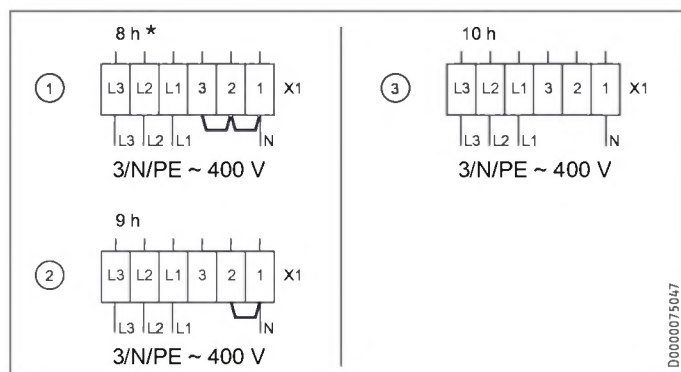 8 h *
1
L3 L2 L1 3 2 1 X1
L3 L2 L1 N
3/N/PE ~ 400 V
9 h
2
L3 L2 L1 3 2 1 X1
L3 L2 L1 N
3/N/PE ~ 400 V
10 h
3
L3 L2 L1 3 2 1 X1
L3 L2 L1 N
3/N/PE ~ 400 V
D0000075047